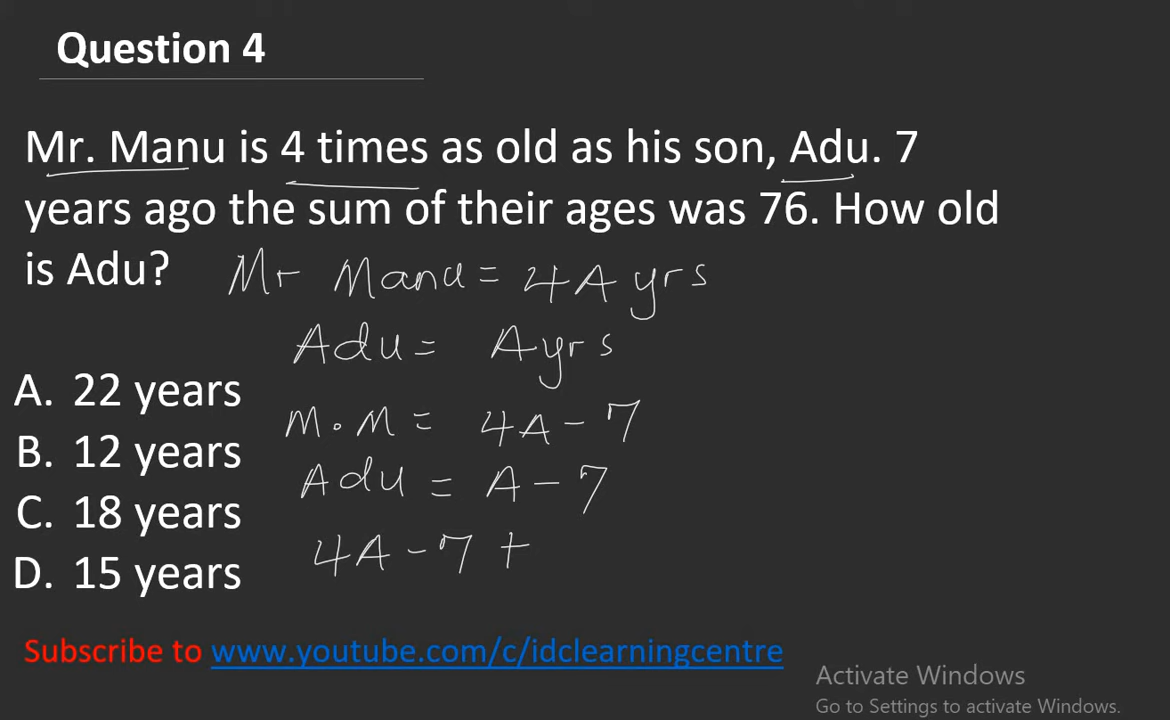 Question 4
Mr. Manu is 4 times as old as his son, Adu. 7
years ago the sum of their ages was 76. How old
is Adu?
Mr Manu = 4A yrs
Adu = A yrs
A. 22 years
M.M = 4A - 7
B. 12 years
Adu = A - 7
C. 18 years
4A - 7 +
D. 15 years
Subscribe to www.youtube.com/c/idclearningcentre
Activate Windows
Go to Settings to activate Windows.